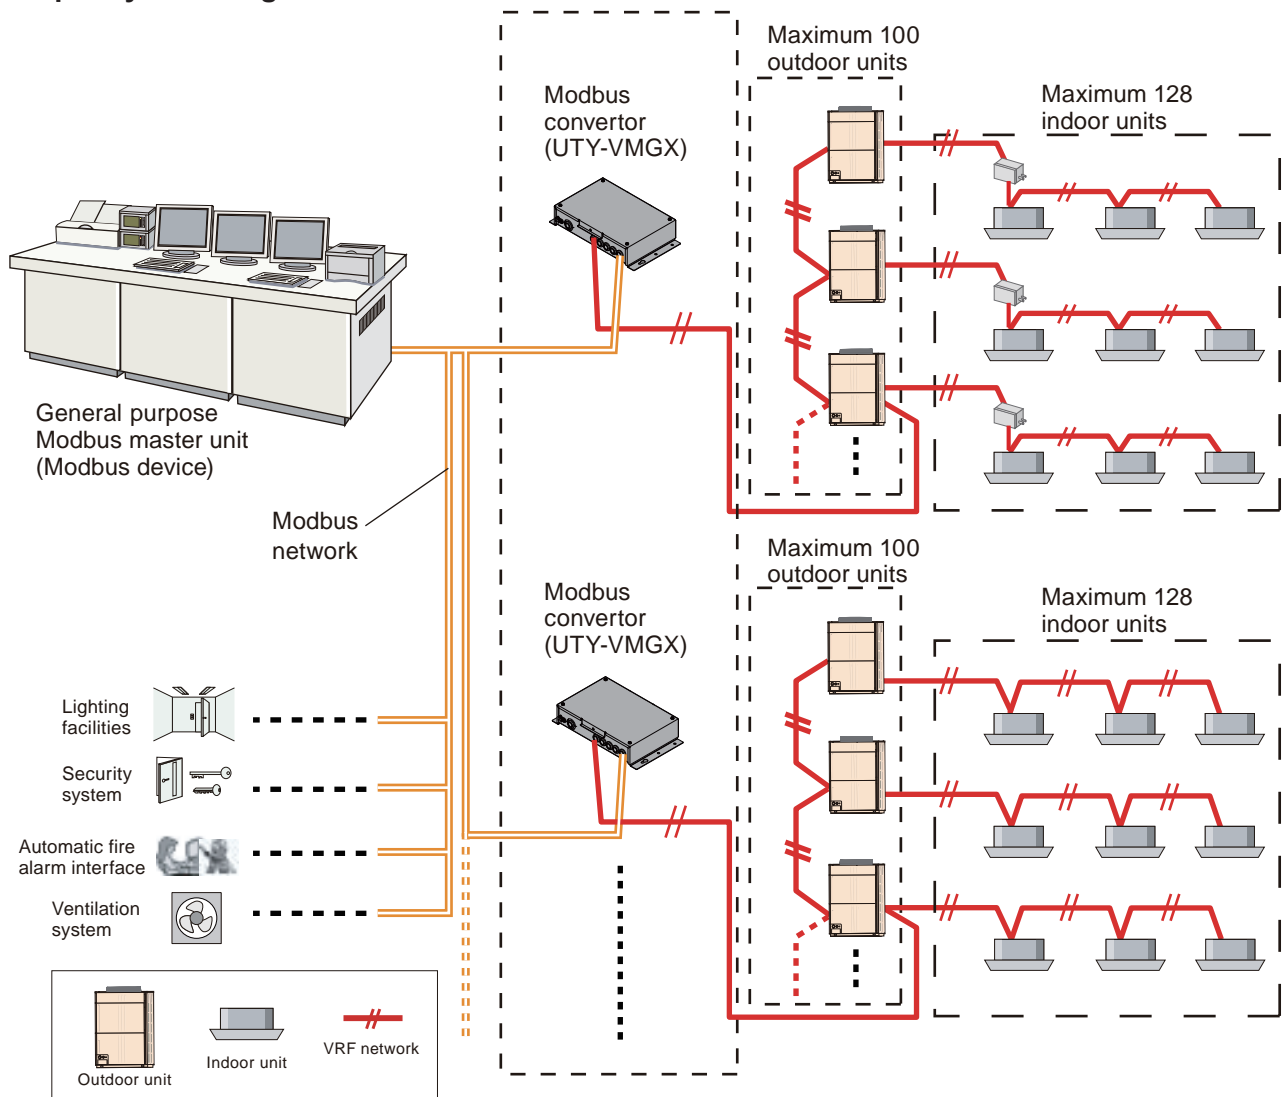 Maximum 100
outdoor units
Modbus
convertor
(UTY-VMGX)
Maximum 128
indoor units
General purpose
Modbus master unit
(Modbus device)
Modbus
network
Maximum 100
outdoor units
Modbus
convertor
(UTY-VMGX)
Maximum 128
indoor units
Lighting
facilities
Security
system
Automatic fire
alarm interface
Ventilation
system
Outdoor unit
Indoor unit
VRF network